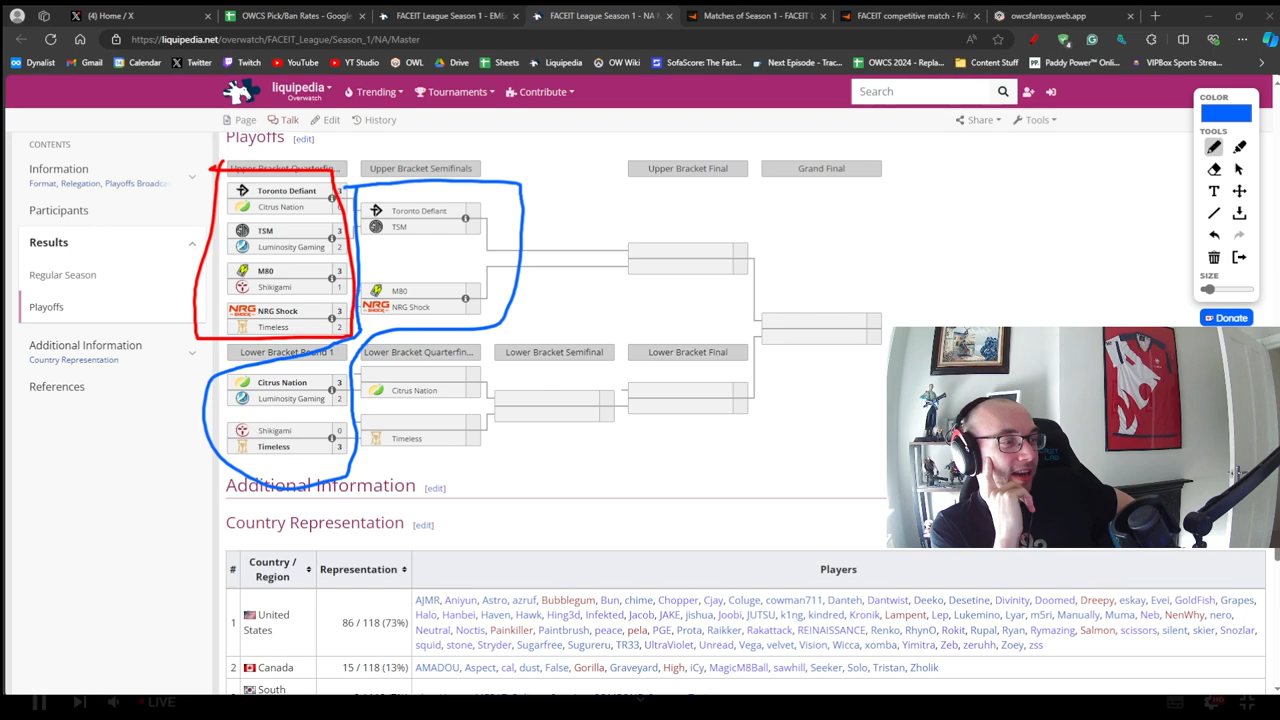 (1) Home / X
OWCS Pick/Ban Rates - Google
FACEIT League Season 1 - EME
FACEIT League Season 1 - NA
Matches of Season 1 - FACEIT
FACEIT competitive match - F
owcsfantasy.web.app
https://liquipedia.net/overwatch/FACEIT_League/Season_1/NA/Master
Dynalist Gmail Calendar Twitter Twitch YouTube YT Studio OWL Drive Sheets Liquipedia OW Wiki SofaScore: The Fast... Next Episode - Trac... OWCS 2024 - Repla... Content Stuff Paddy Power™ Onl... VIPBox Sports Strea...
liquipedia
Overwatch
Trending Tournaments Contribute
Search
Page Talk Edit History Share Tools
CONTENTS
Information
Format, Relegation, Playoffs Broadcas
Participants
Results
Regular Season
Playoffs
Additional Information
Country Representation
References
Playoffs [edit]
Upper Bracket Quarterfin... Upper Bracket Semifinals Upper Bracket Final Grand Final
Toronto Defiant 3
Citrus Nation
TSM 3
Luminosity Gaming 2
M80 3
Shikigami 1
NRG Shock 3
Timeless 2
Toronto Defiant
TSM
M80
NRG Shock
Lower Bracket Round 1 Lower Bracket Quarterfin... Lower Bracket Semifinal Lower Bracket Final
Citrus Nation 3
Luminosity Gaming 2
Shikigami 0
Timeless 3
Citrus Nation
Timeless
Additional Information [edit]
Country Representation [edit]
# Country / Region Representation Players
1 United States 86 / 118 (73%)
AJMR, Aniyun, Astro, azruf, Bubblegum, Bun, chime, Chopper, Cjay, Coluge, cowman711, Danteh, Dantwist, Deeko, Desetine, Divinity, Doomed, Dreepy, eskay, Evei, GoldFish, Grapes,
Halo, Hanbei, Haven, Hawk, Hing3d, Infekted, Jacob, JAKE, jishua, Joobi, JUTSU, k1ng, kindred, Kronik, Lampent, Lep, Lukemino, Lyar, m5ri, Manually, Muma, Neb, NenWhy, nero,
Neutral, Noctis, Painkiller, Paintbrush, peace, pela, PGE, Prota, Raikker, Rakattack, REINAISSANCE, Renko, RhynO, Rokit, Rupal, Ryan, Rymazing, Salmon, scissors, silent, skier, Snozlar,
squid, stone, Stryder, Sugarfree, Sugureru, TR33, UltraViolet, Unread, Vega, velvet, Vision, Wicca, xomba, Yimitra, Zeb, zeruhh, Zoey, zss
2 Canada 15 / 118 (13%)
AMADOU, Aspect, cal, dust, False, Gorilla, Graveyard, High, iCy, MagicM8Ball, sawhill, Seeker, Solo, Tristan, Zholik
South
COLOR
TOOLS
T
SIZE
Donate
LIVE